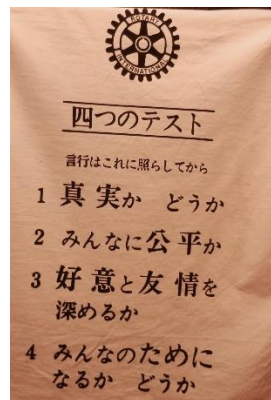 ROTARY
INTERNATIONAL
四つのテスト
言行はこれに照らしてから
1 真実か どうか
2 みんなに公平か
3 好意と友情を
深めるか
4 みんなのために
なるか どうか